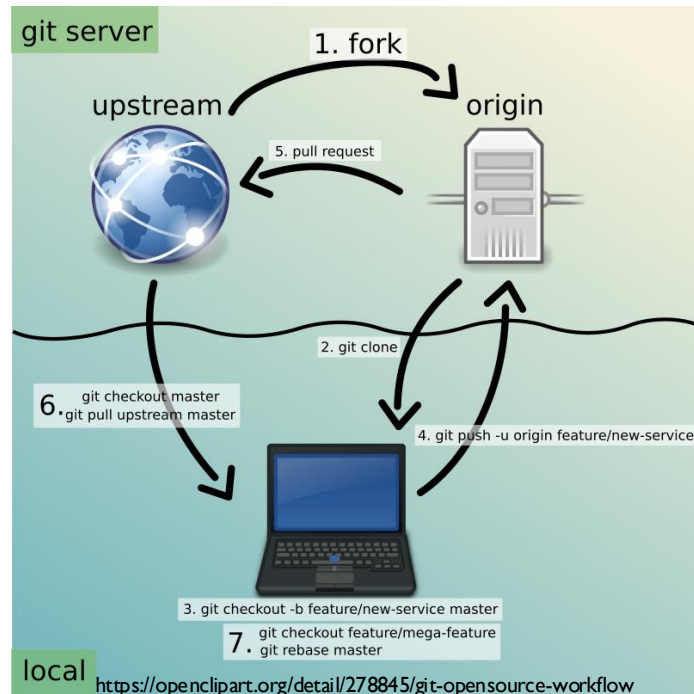 git server
1. fork
upstream
origin
5. pull request
2. git clone
6. git checkout master
git pull upstream master
4. git push -u origin feature/new-service
3. git checkout -b feature/new-service master
7. git checkout feature/mega-feature
git rebase master
local
https://openclipart.org/detail/278845/git-opensource-workflow